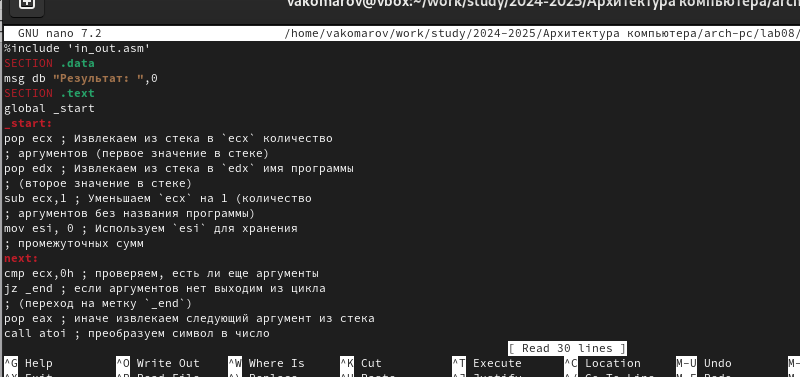 vakomarov@vbox:~/work/study/2024-2025/Архитектура компьютера/arch
GNU nano 7.2 /home/vakomarov/work/study/2024-2025/Архитектура компьютера/arch-pc/lab08/
%include 'in_out.asm'
SECTION .data
msg db "Результат: ",0
SECTION .text
global _start
_start:
pop ecx ; Извлекаем из стека в `ecx` количество
; аргументов (первое значение в стеке)
pop edx ; Извлекаем из стека в `edx` имя программы
; (второе значение в стеке)
sub ecx,1 ; Уменьшаем `ecx` на 1 (количество
; аргументов без названия программы)
mov esi, 0 ; Используем `esi` для хранения
; промежуточных сумм
next:
cmp ecx,0h ; проверяем, есть ли еще аргументы
jz _end ; если аргументов нет выходим из цикла
; (переход на метку `_end`)
pop eax ; иначе извлекаем следующий аргумент из стека
call atoi ; преобразуем символ в число
[ Read 30 lines ]
^G Help ^O Write Out ^W Where Is ^K Cut ^T Execute ^C Location M-U Undo M-